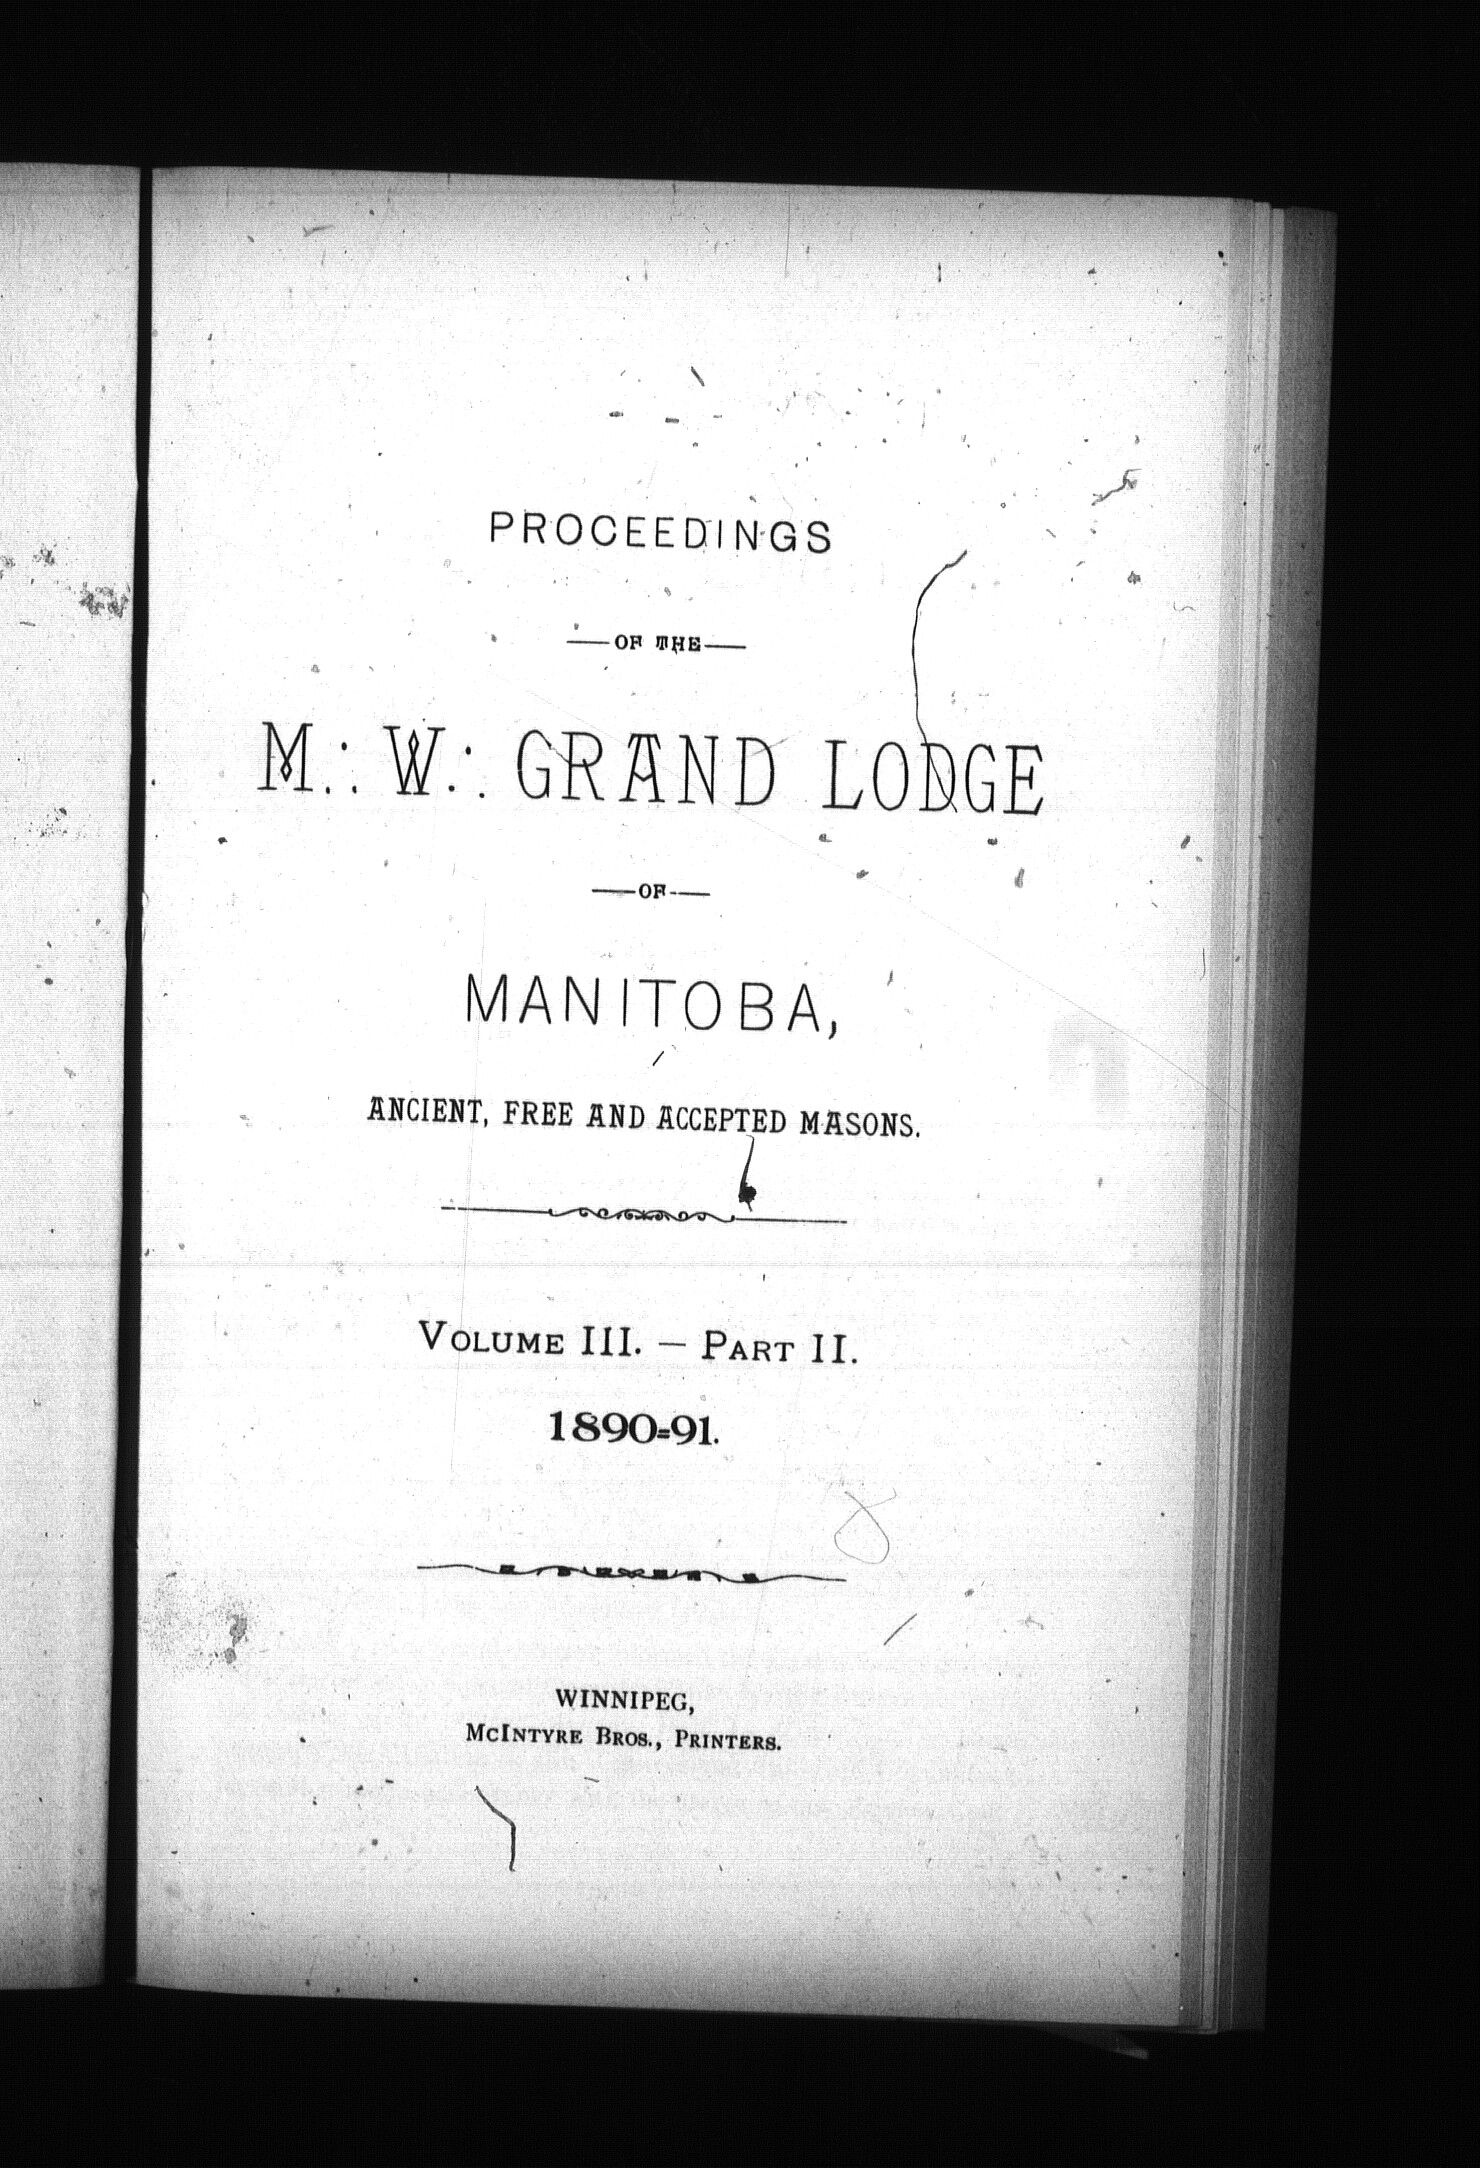 PROCEEDINGS
—OF THE—
M.∴ W.∴ GRAND LODGE
—OF—
MANITOBA,
ANCIENT, FREE AND ACCEPTED MASONS.
VOLUME III. — PART II.
1890=91.
WINNIPEG,
MCINTYRE BROS., PRINTERS.